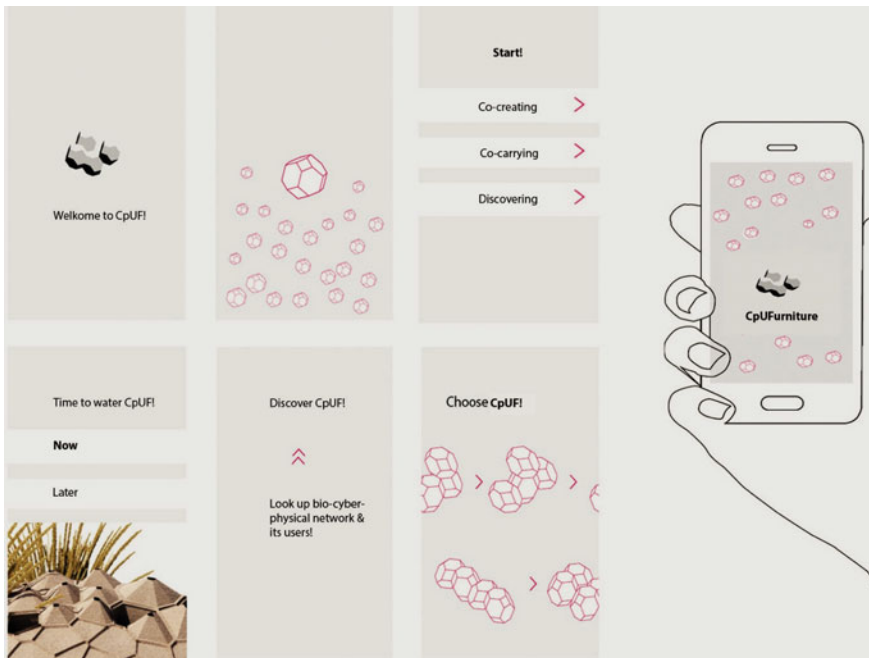 Welkome to CpUF!
Start!
Co-creating
Co-carrying
Discovering
CpUFurniture
Time to water CpUF!
Now
Later
Discover CpUF!
Look up bio-cyber-
physical network &
its users!
Choose CpUF!